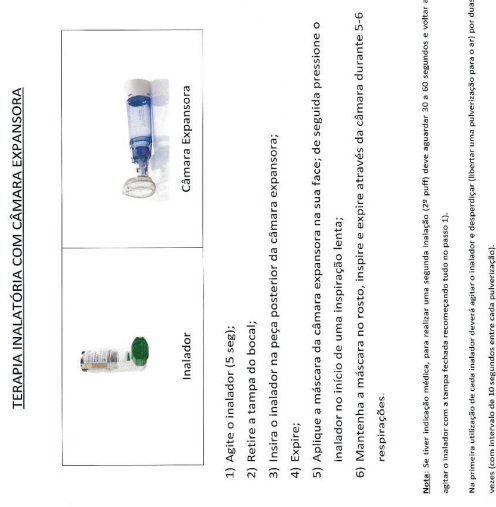 TERAPIA INALATÓRIA COM CÂMARA EXPANSORA
Inalador
Câmara Expansora
1) Agite o inalador (5 seg);
2) Retire a tampa do bocal;
3) Insira o inalador na peça posterior da câmara expansora;
4) Expire;
5) Aplique a máscara da câmara expansora na sua face; de seguida pressione o
inalador no início de uma inspiração lenta;
6) Mantenha a máscara no rosto, inspire e expire através da câmara durante 5-6
respirações.
Nota: Se tiver indicação médica, para realizar uma segunda inalação (2º puff) deve aguardar 30 a 60 segundos e voltar a
agitar o inalador com a tampa fechada recomeçando tudo no passo 1).
Na primeira utilização de cada inalador deverá agitar o inalador e desperdiçar (libertar uma pulverização para o ar) por duas
vezes (com intervalo de 10 segundos entre cada pulverização).